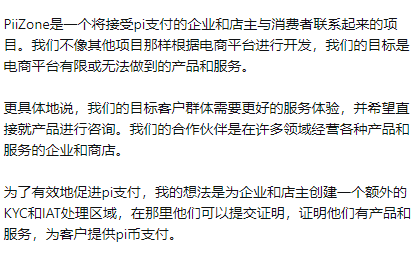 PiiZone是一个将接受pi支付的企业和店主与消费者联系起来的项
目。我们不像其他项目那样根据电商平台进行开发，我们的目标是
电商平台有限或无法做到的产品和服务。
更具体地说，我们的目标客户群体需要更好的服务体验，并希望直
接就产品进行咨询。我们的合作伙伴是在许多领域经营各种产品和
服务的企业和商店。
为了有效地促进pi支付，我的想法是为企业和店主创建一个额外的
KYC和IAT处理区域，在那里他们可以提交证明，证明他们有产品和
服务，为客户提供pi币支付。